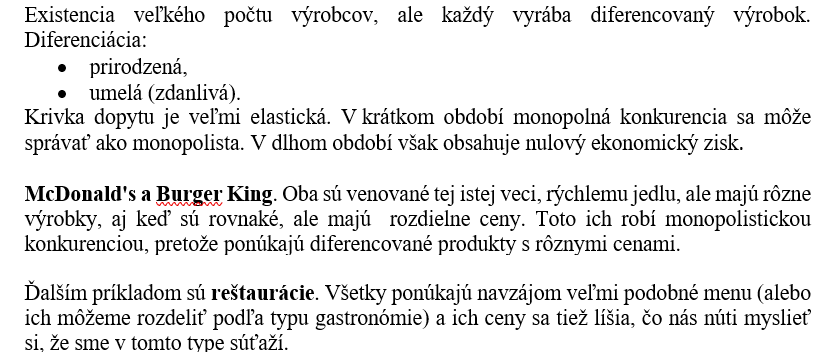 Existencia veľkého počtu výrobcov, ale každý vyrába diferencovaný výrobok.
Diferenciácia:
• prirodzená,
• umelá (zdanlivá).
Krivka dopytu je veľmi elastická. V krátkom období monopolná konkurencia sa môže
správať ako monopolista. V dlhom období však obsahuje nulový ekonomický zisk.
McDonald's a Burger King. Oba sú venované tej istej veci, rýchlemu jedlu, ale majú rôzne
výrobky, aj keď sú rovnaké, ale majú rozdielne ceny. Toto ich robí monopolistickou
konkurenciou, pretože ponúkajú diferencované produkty s rôznymi cenami.
Ďalším príkladom sú reštaurácie. Všetky ponúkajú navzájom veľmi podobné menu (alebo
ich môžeme rozdeliť podľa typu gastronómie) a ich ceny sa tiež líšia, čo nás núti myslieť
si, že sme v tomto type súťaží.